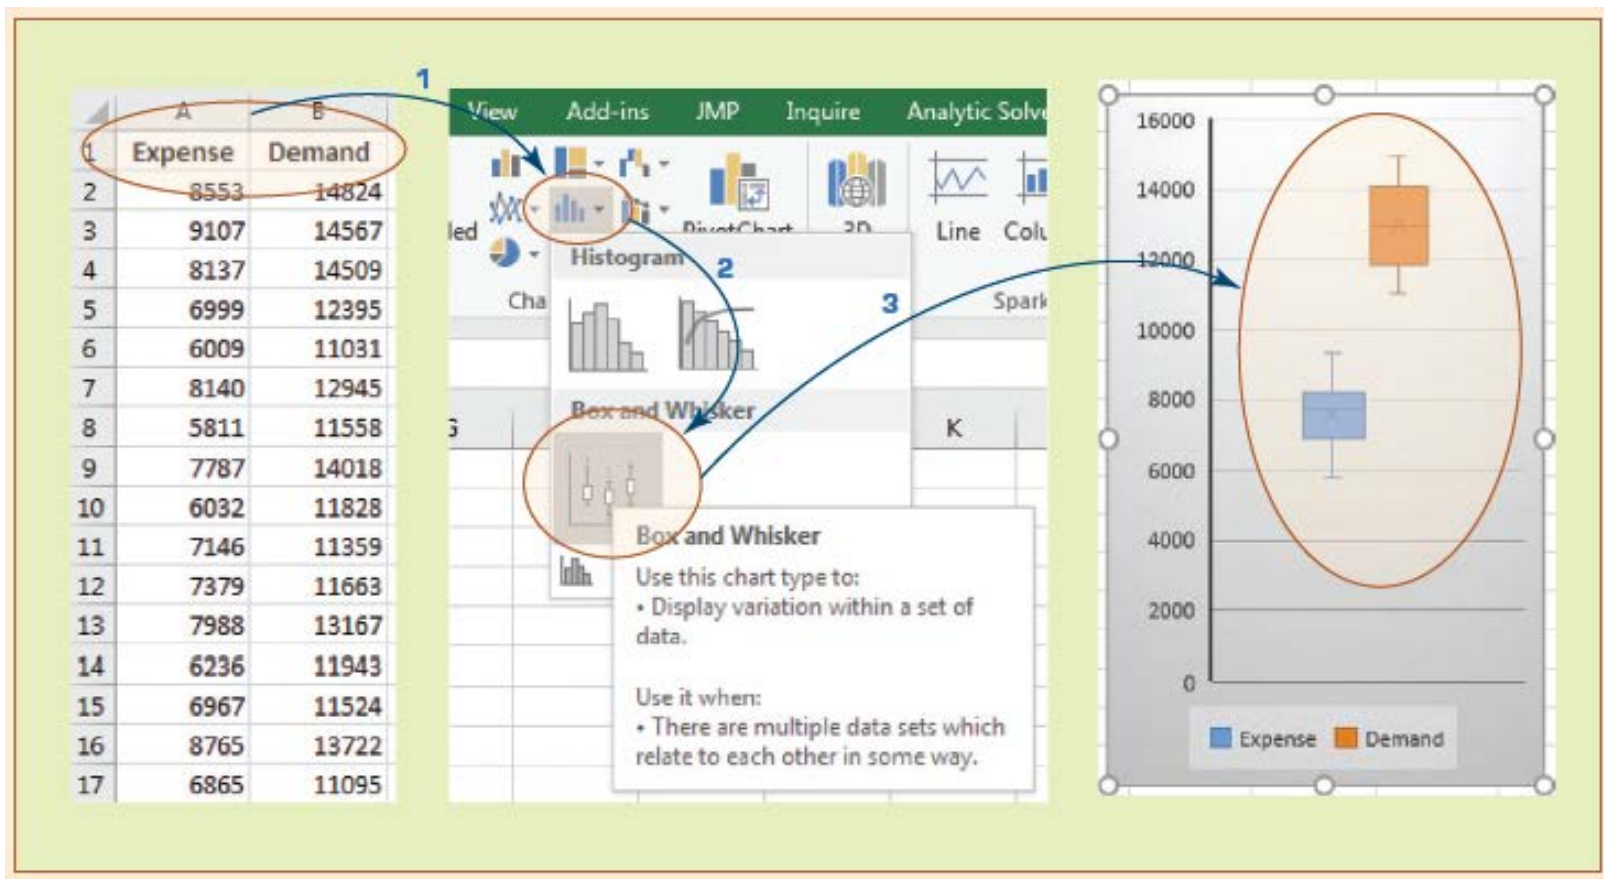 1
A B
1 Expense Demand
2 8553 14824
3 9107 14567
4 8137 14509
5 6999 12395
6 6009 11031
7 8140 12945
8 5811 11558
9 7787 14018
10 6032 11828
11 7146 11359
12 7379 11663
13 7988 13167
14 6236 11943
15 6967 11524
16 8765 13722
17 6865 11095
View Add-ins JMP Inquire Analytic Solve
led PivotChart 3D Line Colu
Cha Spark
Histogram
2
3
Box and Whisker
K
Box and Whisker
Use this chart type to:
• Display variation within a set of
data.
Use it when:
• There are multiple data sets which
relate to each other in some way.
16000
14000
12000
10000
8000
6000
4000
2000
0
Expense Demand